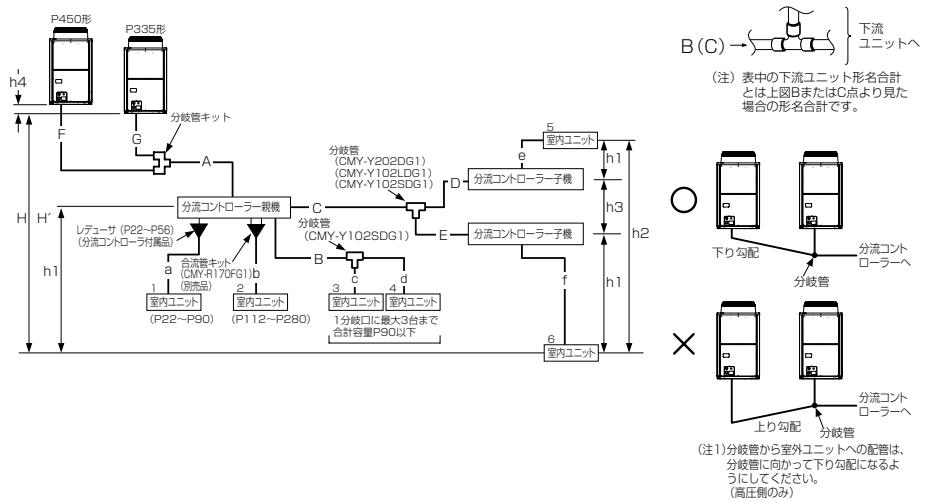 P450形
P335形
h4
F
G
分岐管キット
A
H
H′
h1
分流コントローラー親機
レデューサ（P22～P56）
（分流コントローラ付属品）
合流管キット
（CMY-R170FG1）
（別売品）
a
b
1
室内ユニット
（P22～P90）
2
室内ユニット
（P112～P280）
C
B
分岐管
（CMY-Y102SDG1）
c
d
3
室内ユニット
4
室内ユニット
1分岐口に最大3台まで
合計容量P90以下
分岐管
（CMY-Y202DG1）
（CMY-Y102LDG1）
（CMY-Y102SDG1）
D
E
5
室内ユニット
e
分流コントローラー子機
分流コントローラー子機
f
6
室内ユニット
h1
h3
h2
h1
B（C）
下流
ユニットへ
（注）表中の下流ユニット形名合計
とは上図BまたはC点より見た
場合の形名合計です。
○
下り勾配
分岐管
分流コント
ローラーへ
×
上り勾配
分岐管
分流コント
ローラーへ
（注1）分岐管から室外ユニットへの配管は、
分岐管に向かって下り勾配になるよ
うにしてください。
（高圧側のみ）